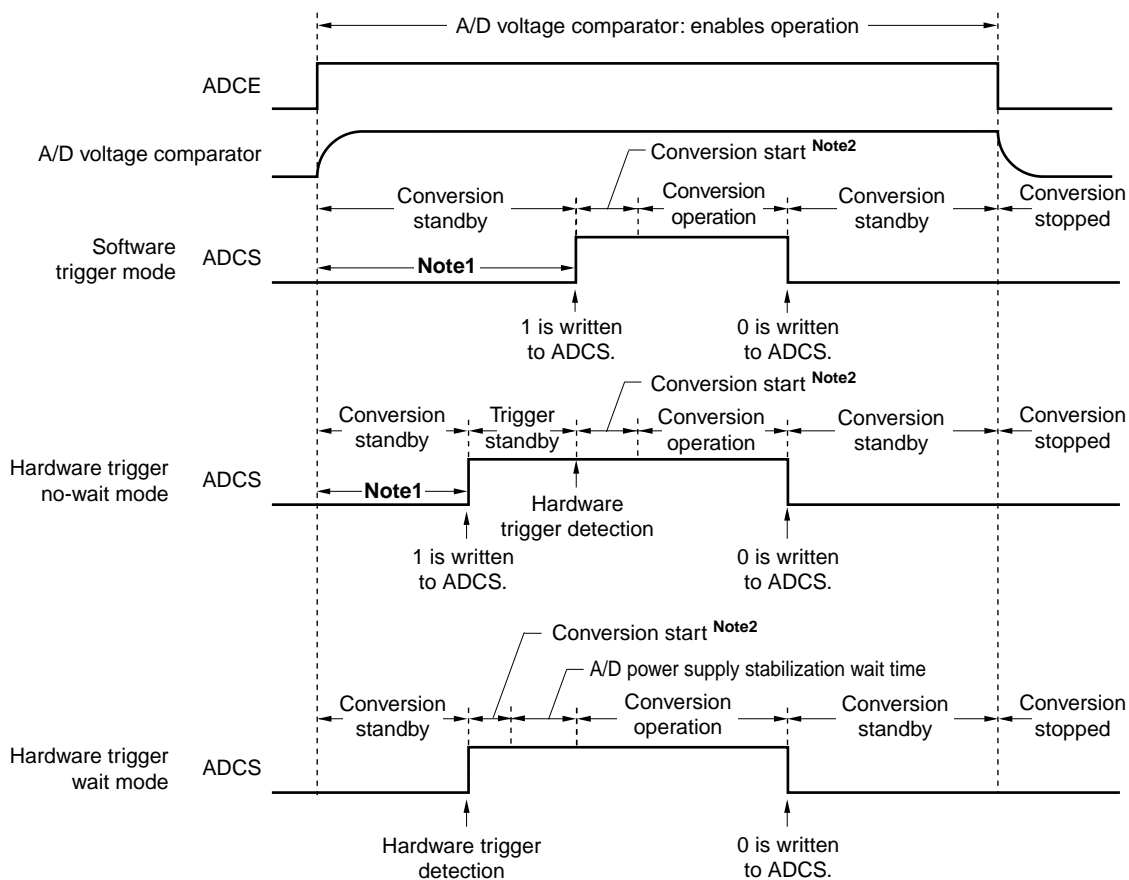 A/D voltage comparator: enables operation
ADCE
A/D voltage comparator
Conversion start Note2
Conversion
standby
Conversion
operation
Conversion
standby
Conversion
stopped
Software
trigger mode
ADCS
Note1
1 is written
to ADCS.
0 is written
to ADCS.
Conversion start Note2
Conversion
standby
Trigger
standby
Conversion
operation
Conversion
standby
Conversion
stopped
Hardware trigger
no-wait mode
ADCS
Note1
Hardware
trigger detection
1 is written
to ADCS.
0 is written
to ADCS.
Conversion start Note2
A/D power supply stabilization wait time
Conversion
standby
Conversion
operation
Conversion
standby
Conversion
stopped
Hardware trigger
wait mode
ADCS
Hardware trigger
detection
0 is written
to ADCS.